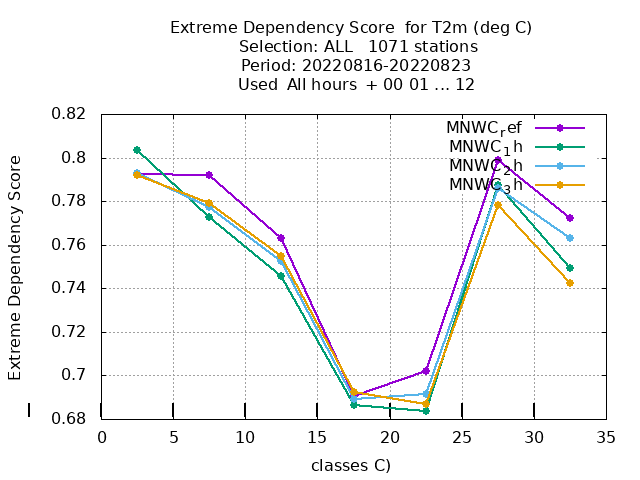 Extreme Dependency Score  for T2m (deg C)
Selection: ALL   1071 stations
Period: 20220816-20220823
Used  All hours  + 00 01 ... 12
Extreme Dependency Score
0.82
0.8
0.78
0.76
0.74
0.72
0.7
0.68
MNWC_ref
MNWC_1h
MNWC_2h
MNWC_3h
0 5 10 15 20 25 30 35
classes C)